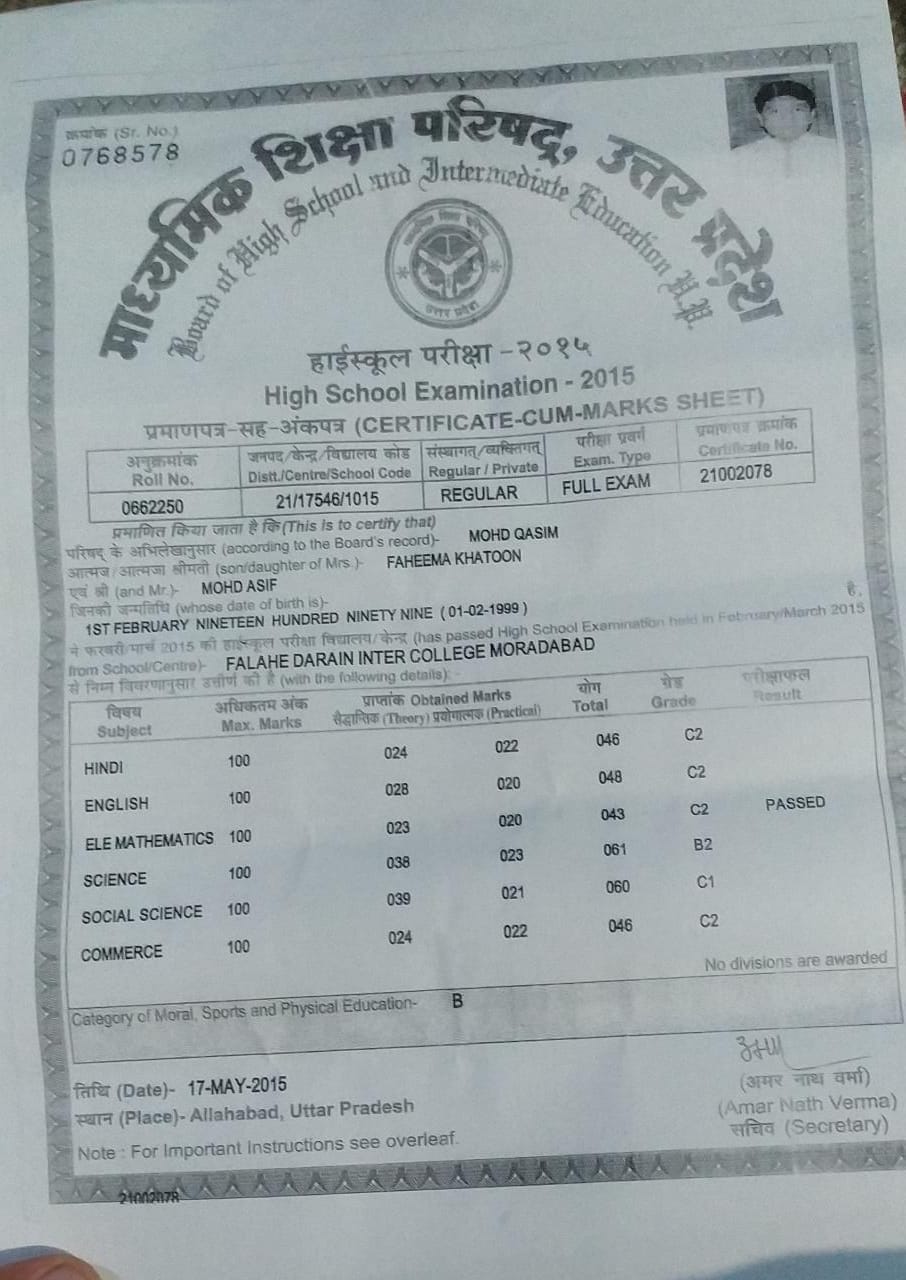 क्रमांक (Sr. No.)
0768578
माध्यमिक शिक्षा परिषद्, उत्तर प्रदेश
Board of High School and Intermediate Education U.P.
माध्यमिक शिक्षा परिषद्
उत्तर प्रदेश
हाईस्कूल परीक्षा -२०१५
High School Examination - 2015
प्रमाणपत्र-सह-अंकपत्र (CERTIFICATE-CUM-MARKS SHEET)
अनुक्रमांक जनपद/केन्द्र/विद्यालय कोड संस्थागत्/व्यक्तिगत् परीक्षा प्रवर्ग प्रमाणपत्र क्रमांक
Roll No. Distt./Centre/School Code Regular / Private Exam. Type Certificate No.
0662250 21/17546/1015 REGULAR FULL EXAM 21002078
प्रमाणित किया जाता है कि (This is to certify that)
परिषद् के अभिलेखानुसार (according to the Board's record)- MOHD QASIM
आत्मज/आत्मजा श्रीमती (son/daughter of Mrs.)- FAHEEMA KHATOON
एवं श्री (and Mr.)- MOHD ASIF
जिनकी जन्मतिथि (whose date of birth is)-
1ST FEBRUARY NINETEEN HUNDRED NINETY NINE ( 01-02-1999 ) है,
ने फरवरी/मार्च 2015 की हाईस्कूल परीक्षा विद्यालय/केन्द्र (has passed High School Examination held in February/March 2015
from School/Centre)- FALAHE DARAIN INTER COLLEGE MORADABAD
से निम्न विवरणानुसार उत्तीर्ण की है (with the following details):-
विषय अधिकतम अंक प्राप्तांक Obtained Marks योग ग्रेड परीक्षाफल
Subject Max. Marks सैद्धान्तिक (Theory) प्रयोगात्मक (Practical) Total Grade Result
HINDI 100 024 022 046 C2
ENGLISH 100 028 020 048 C2
ELE MATHEMATICS 100 023 020 043 C2 PASSED
SCIENCE 100 038 023 061 B2
SOCIAL SCIENCE 100 039 021 060 C1
COMMERCE 100 024 022 046 C2
No divisions are awarded
Category of Moral, Sports and Physical Education- B
तिथि (Date)- 17-MAY-2015
स्थान (Place)- Allahabad, Uttar Pradesh
(अमर नाथ वर्मा)
(Amar Nath Verma)
सचिव (Secretary)
Note : For Important Instructions see overleaf.
21002078